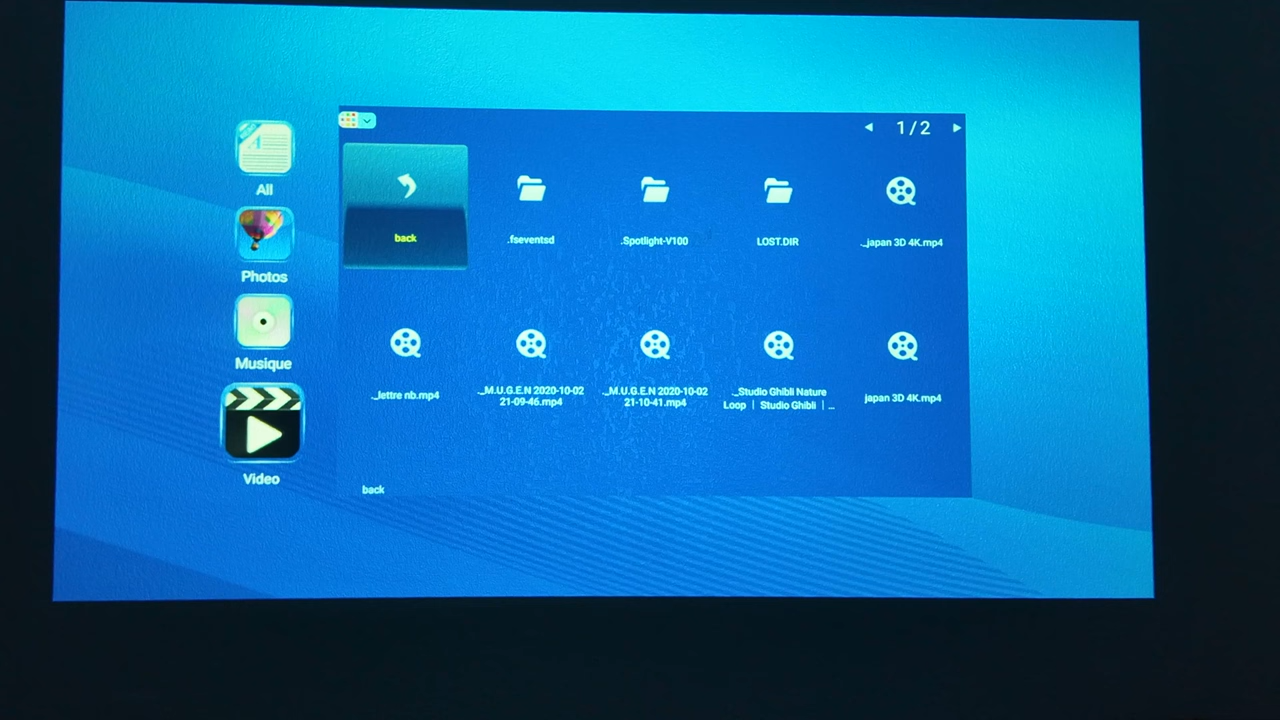 1/2
All
Photos
Musique
Video
back
.fseventsd
.Spotlight-V100
LOST.DIR
._japan 3D 4K.mp4
._lettre nb.mp4
._M.U.G.E.N 2020-10-02
21-09-46.mp4
._M.U.G.E.N 2020-10-02
21-10-41.mp4
._Studio Ghibli Nature
Loop | Studio Ghibli | ...
japan 3D 4K.mp4
back